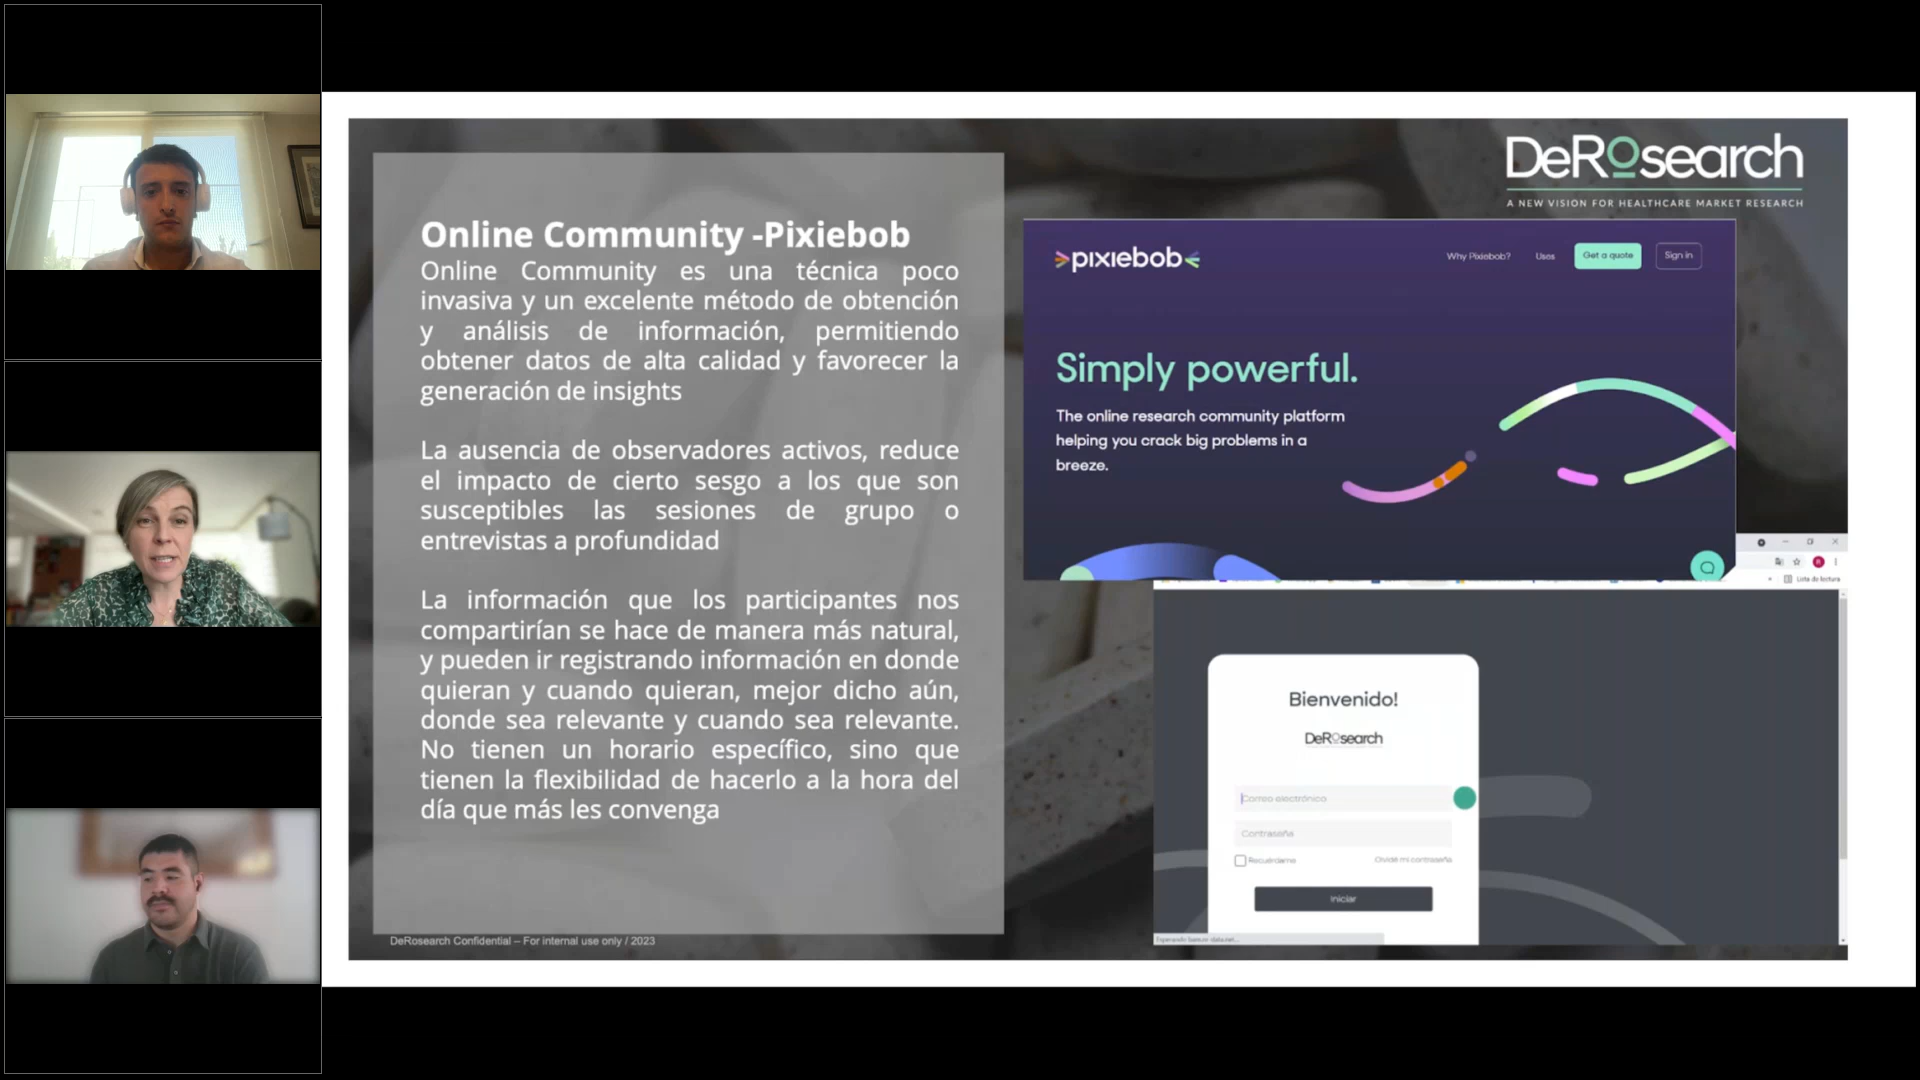 DeRosearch
A NEW VISION FOR HEALTHCARE MARKET RESEARCH
Online Community -Pixiebob
Online Community es una técnica poco
invasiva y un excelente método de obtención
y análisis de información, permitiendo
obtener datos de alta calidad y favorecer la
generación de insights
La ausencia de observadores activos, reduce
el impacto de cierto sesgo a los que son
susceptibles las sesiones de grupo o
entrevistas a profundidad
La información que los participantes nos
compartirían se hace de manera más natural,
y pueden ir registrando información en donde
quieran y cuando quieran, mejor dicho aún,
donde sea relevante y cuando sea relevante.
No tienen un horario específico, sino que
tienen la flexibilidad de hacerlo a la hora del
día que más les convenga
DeRosearch Confidential – For internal use only / 2023
pixiebob
Why Pixiebob?
Uses
Get a quote
Sign in
Simply powerful.
The online research community platform
helping you crack big problems in a
breeze.
Lista de lectura
Bienvenido!
DeRosearch
Correo electrónico
Contraseña
Recuérdame
Olvidé mi contraseña
Iniciar